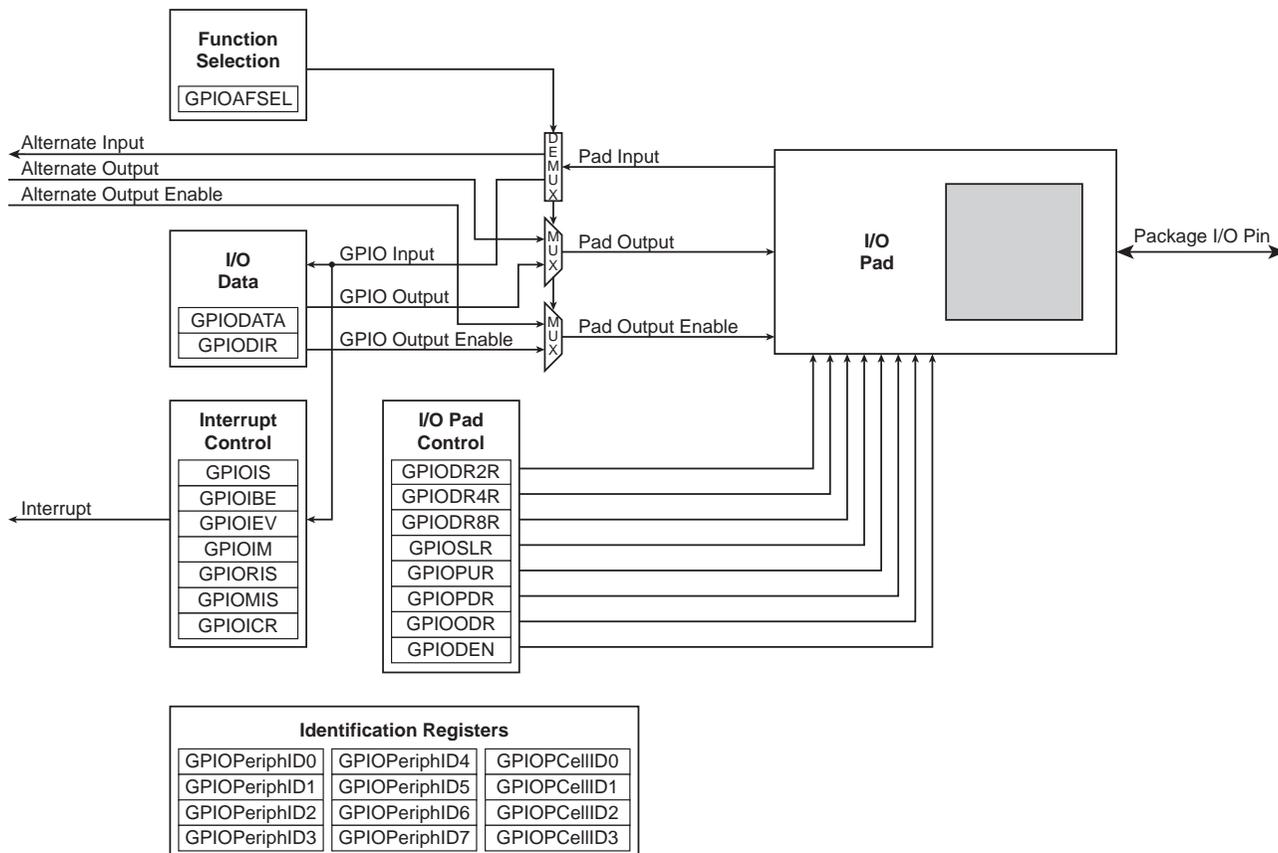 Function
Selection
GPIOAFSEL
Alternate Input
Alternate Output
Alternate Output Enable
DEMUX
Pad Input
MUX
Pad Output
MUX
Pad Output Enable
I/O
Data
GPIODATA
GPIODIR
GPIO Input
GPIO Output
GPIO Output Enable
I/O
Pad
Package I/O Pin
Interrupt
Control
GPIOIS
GPIOIBE
GPIOIEV
GPIOIM
GPIORIS
GPIOMIS
GPIOICR
Interrupt
I/O Pad
Control
GPIODR2R
GPIODR4R
GPIODR8R
GPIOSLR
GPIOPUR
GPIOPDR
GPIOODR
GPIODEN
Identification Registers
GPIOPeriphID0 GPIOPeriphID4 GPIOPCellID0
GPIOPeriphID1 GPIOPeriphID5 GPIOPCellID1
GPIOPeriphID2 GPIOPeriphID6 GPIOPCellID2
GPIOPeriphID3 GPIOPeriphID7 GPIOPCellID3